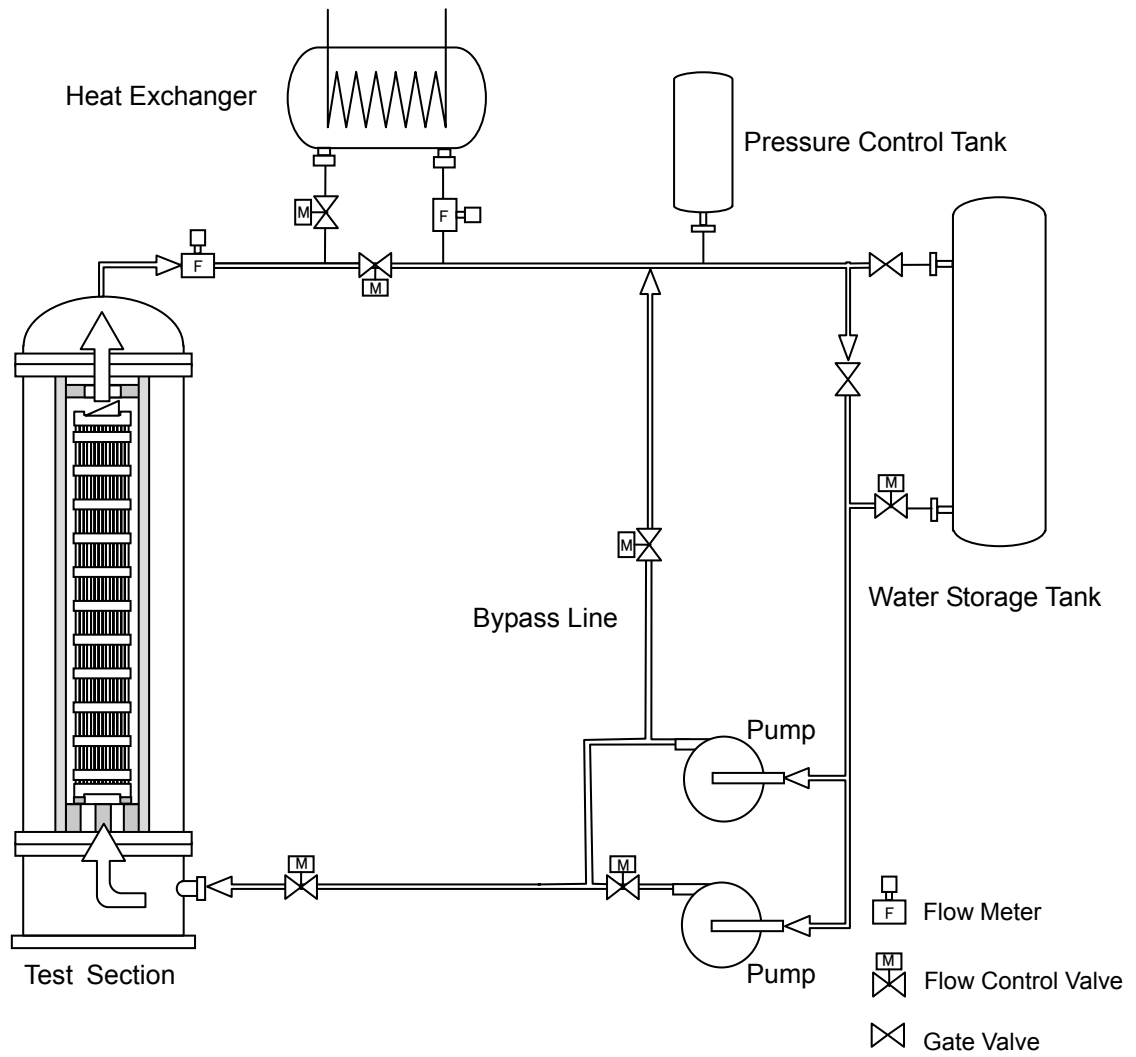 Heat Exchanger
Pressure Control Tank
M
F
F
M
M
M
Water Storage Tank
Bypass Line
Pump
M
M
F
Flow Meter
Test Section
Pump
M
Flow Control Valve
Gate Valve